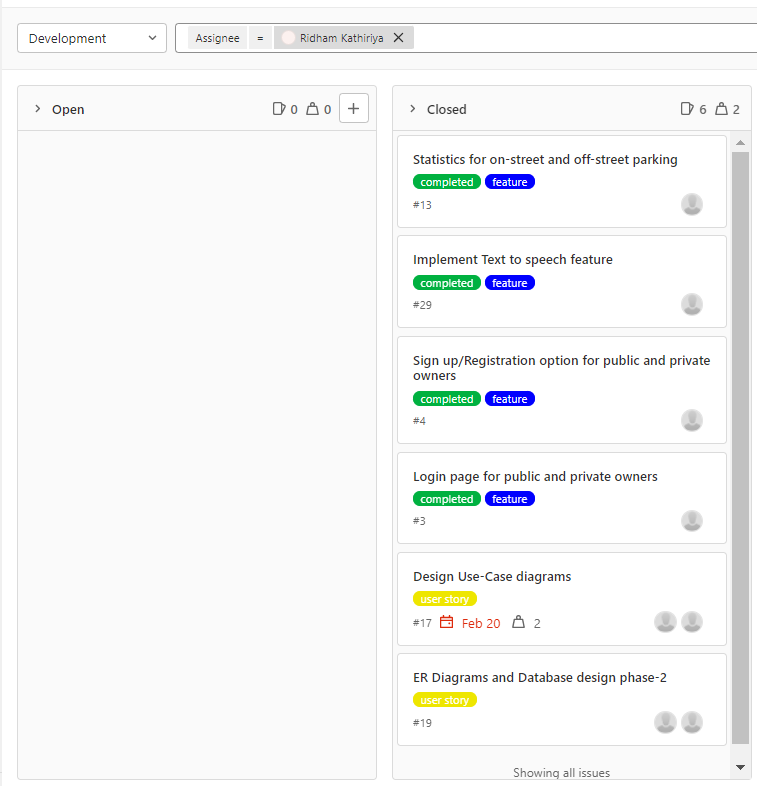 Development
Assignee = Ridham Kathiriya
Open 0 0
Closed 6 2
Statistics for on-street and off-street parking
completed feature
#13
Implement Text to speech feature
completed feature
#29
Sign up/Registration option for public and private
owners
completed feature
#4
Login page for public and private owners
completed feature
#3
Design Use-Case diagrams
user story
#17 Feb 20 2
ER Diagrams and Database design phase-2
user story
#19
Showing all issues